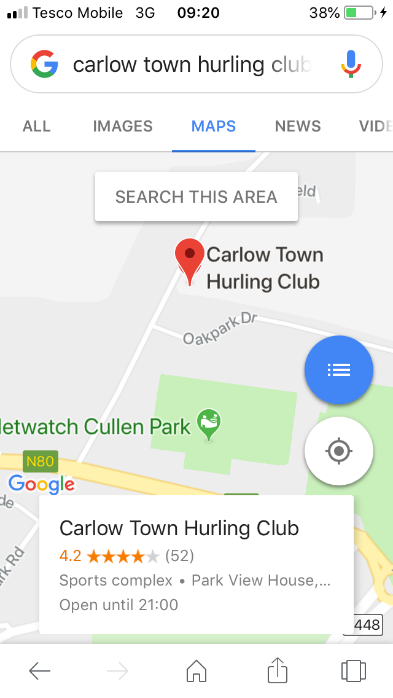 Tesco Mobile 3G 09:20 38%
carlow town hurling club
ALL IMAGES MAPS NEWS VIDE
SEARCH THIS AREA
eld
Carlow Town
Hurling Club
Oakpark Dr
letwatch Cullen Park
N80
Google
de
rk Rd
Carlow Town Hurling Club
4.2 (52)
Sports complex • Park View House,...
Open until 21:00
448